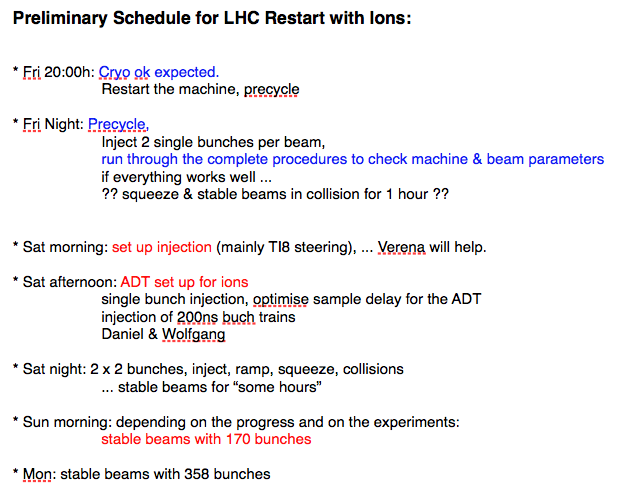 Preliminary Schedule for LHC Restart with Ions:
* Fri 20:00h: Cryo ok expected.
Restart the machine, precycle
* Fri Night: Precycle,
Inject 2 single bunches per beam,
run through the complete procedures to check machine & beam parameters
if everything works well ...
?? squeeze & stable beams in collision for 1 hour ??
* Sat morning: set up injection (mainly TI8 steering), ... Verena will help.
* Sat afternoon: ADT set up for ions
single bunch injection, optimise sample delay for the ADT
injection of 200ns buch trains
Daniel & Wolfgang
* Sat night: 2 x 2 bunches, inject, ramp, squeeze, collisions
... stable beams for “some hours”
* Sun morning: depending on the progress and on the experiments:
stable beams with 170 bunches
* Mon: stable beams with 358 bunches